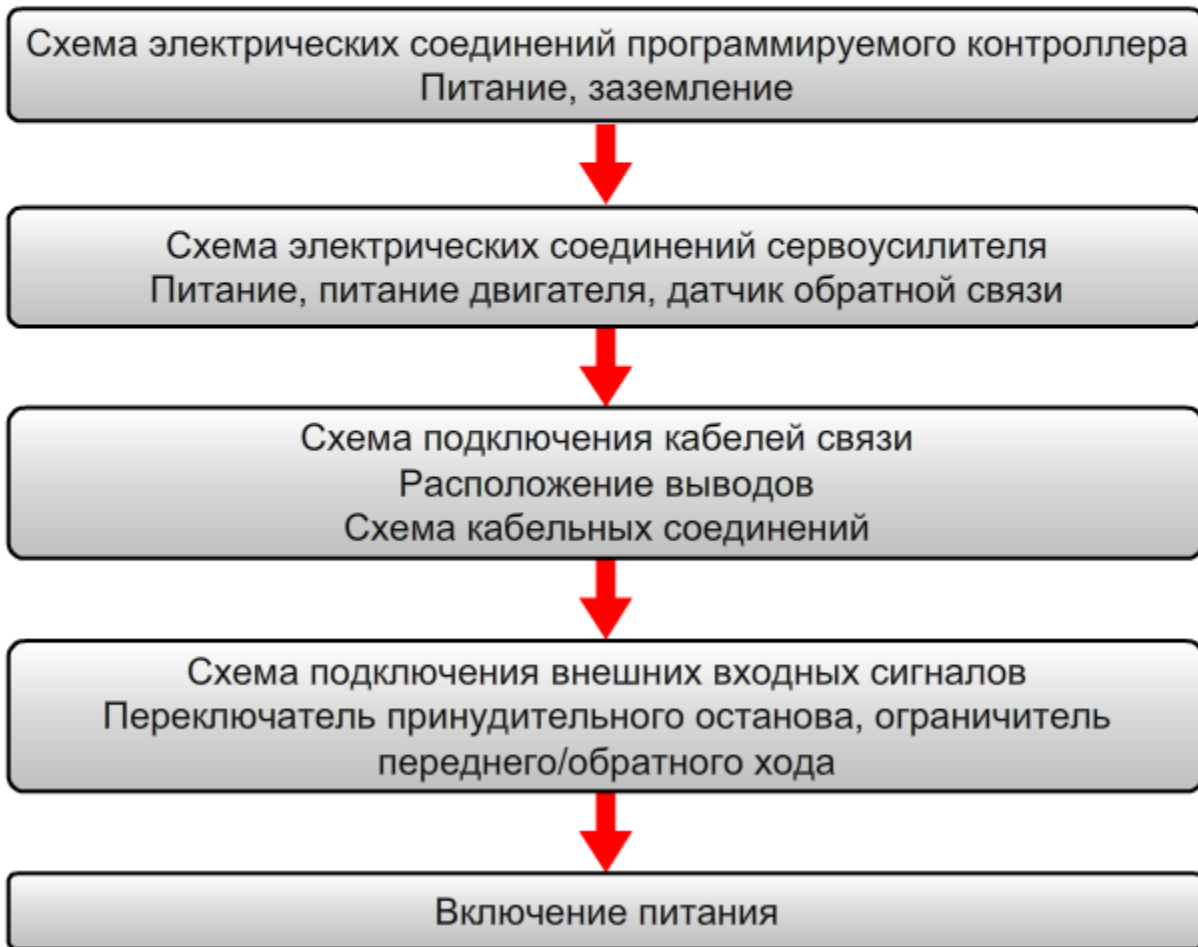 Схема электрических соединений программируемого контроллера
Питание, заземление
Схема электрических соединений сервоусилителя
Питание, питание двигателя, датчик обратной связи
Схема подключения кабелей связи
Расположение выводов
Схема кабельных соединений
Схема подключения внешних входных сигналов
Переключатель принудительного останова, ограничитель
переднего/обратного хода
Включение питания